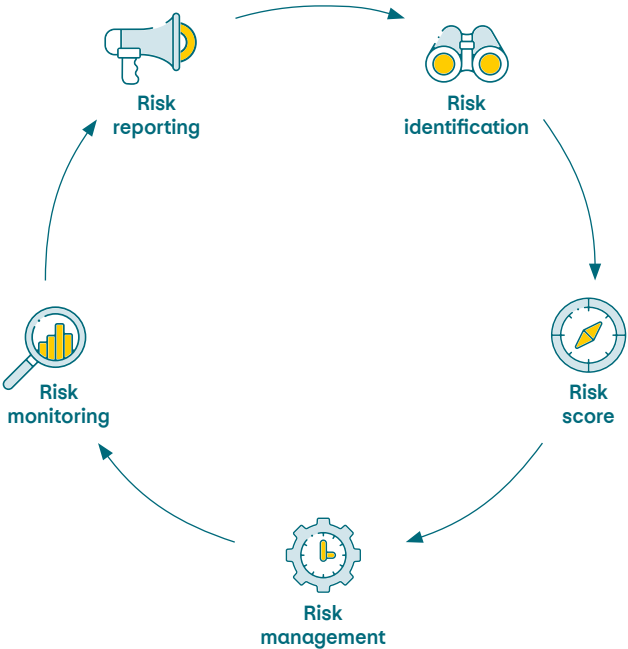 Risk
reporting
Risk
identification
Risk
score
Risk
management
Risk
monitoring